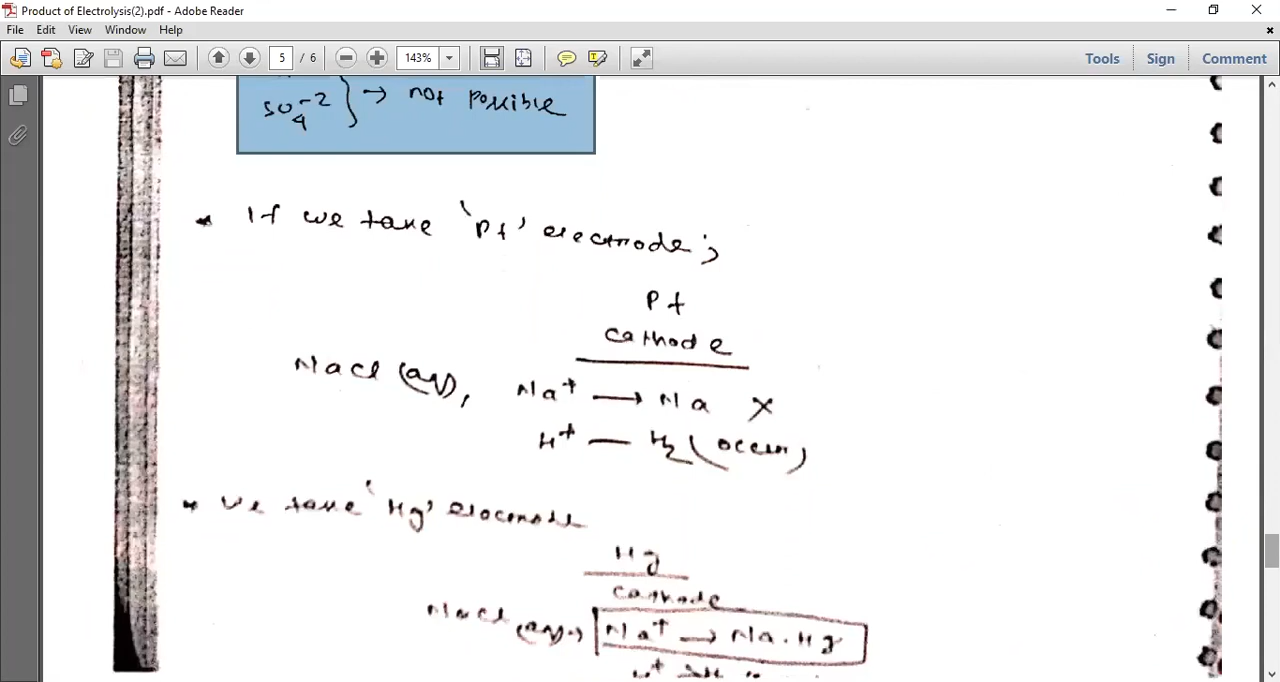 Product of Electrolysis(2).pdf - Adobe Reader
File Edit View Window Help
5 / 6 143% Tools Sign Comment
SO4-2 } → not possible
* If we take 'Pt' electrode;
Pt
cathode
NaCl (aq), Na+ → Na X
H+ — H2 (occurs)
* We take 'Hg' electrode
Hg
cathode
NaCl (aq.) Na+ → Na.Hg
H+